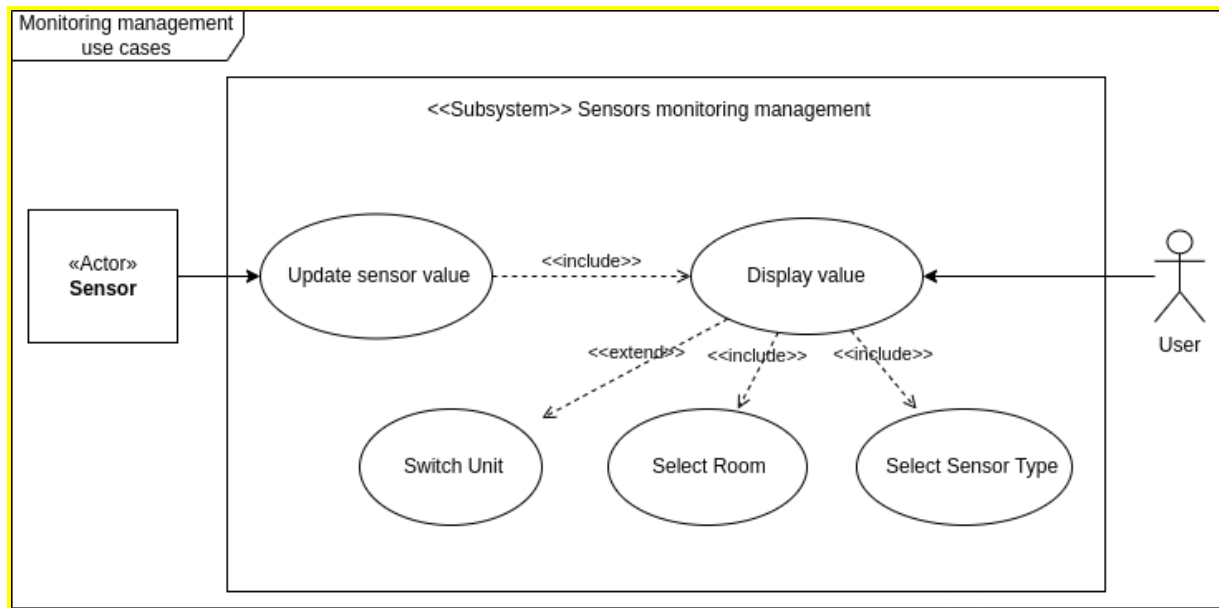 Monitoring management
use cases
<<Subsystem>> Sensors monitoring management
«Actor»
Sensor
Update sensor value
<<include>>
Display value
User
<<extend>>
<<include>>
<<include>>
Switch Unit
Select Room
Select Sensor Type